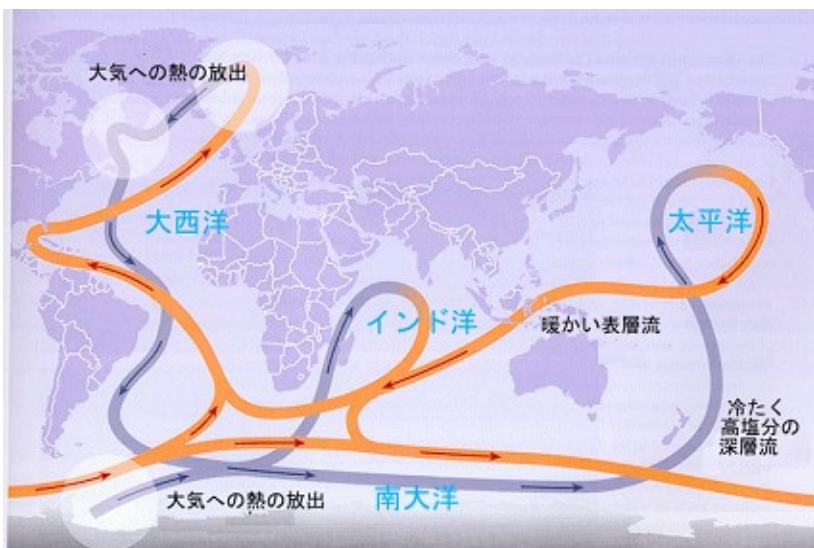 大気への熱の放出
大西洋
太平洋
インド洋
暖かい表層流
冷たく
高塩分の
深層流
大気への熱の放出
南大洋